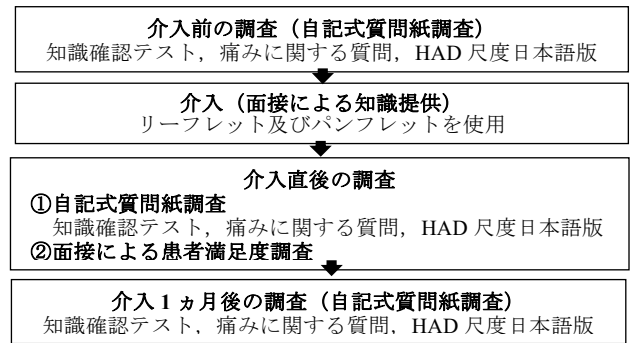 介入前の調査（自記式質問紙調査）
知識確認テスト，痛みに関する質問，HAD 尺度日本語版
介入（面接による知識提供）
リーフレット及びパンフレットを使用
介入直後の調査
①自記式質問紙調査
知識確認テスト，痛みに関する質問，HAD 尺度日本語版
②面接による患者満足度調査
介入 1 ヵ月後の調査（自記式質問紙調査）
知識確認テスト，痛みに関する質問，HAD 尺度日本語版